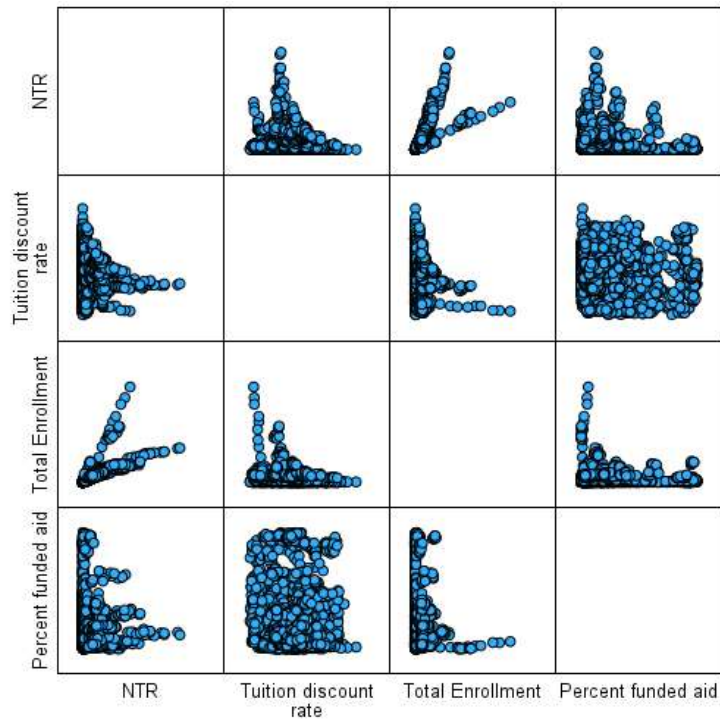 NTR
Tuition discount
rate
Total Enrollment
Percent funded aid
NTR
Tuition discount
rate
Total Enrollment
Percent funded aid